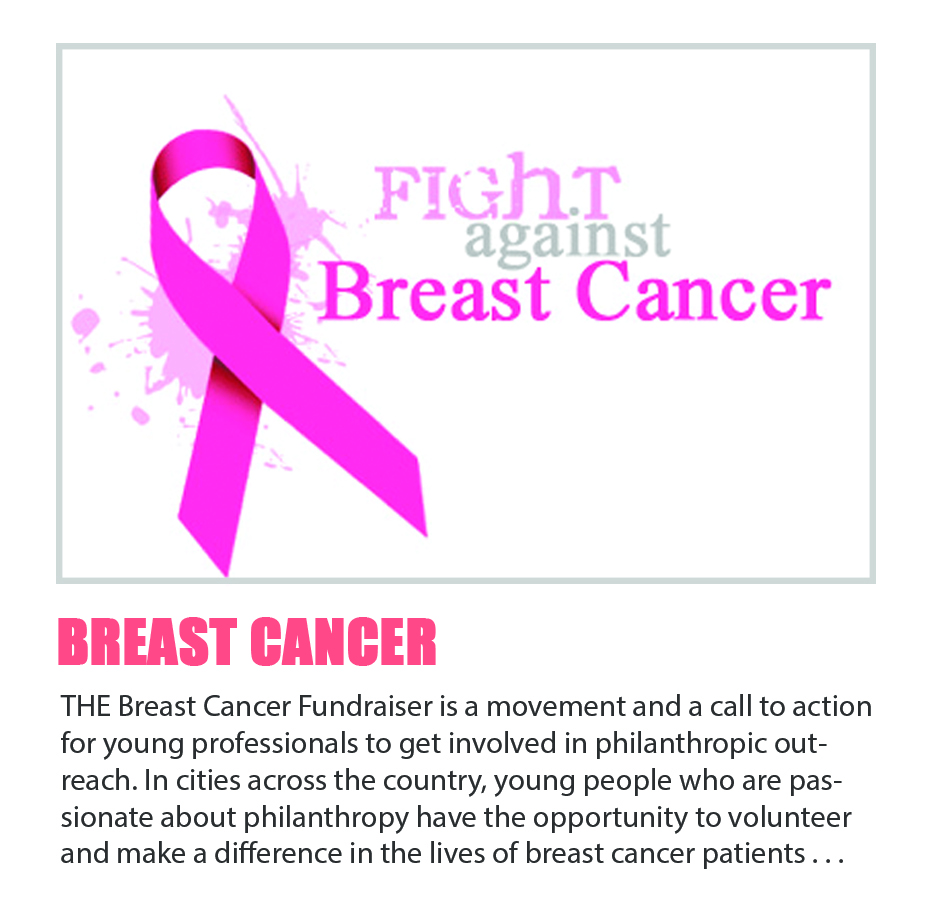 FIGhT
against
Breast Cancer
BREAST CANCER
THE Breast Cancer Fundraiser is a movement and a call to action
for young professionals to get involved in philanthropic out-
reach. In cities across the country, young people who are pas-
sionate about philanthropy have the opportunity to volunteer
and make a difference in the lives of breast cancer patients . . .